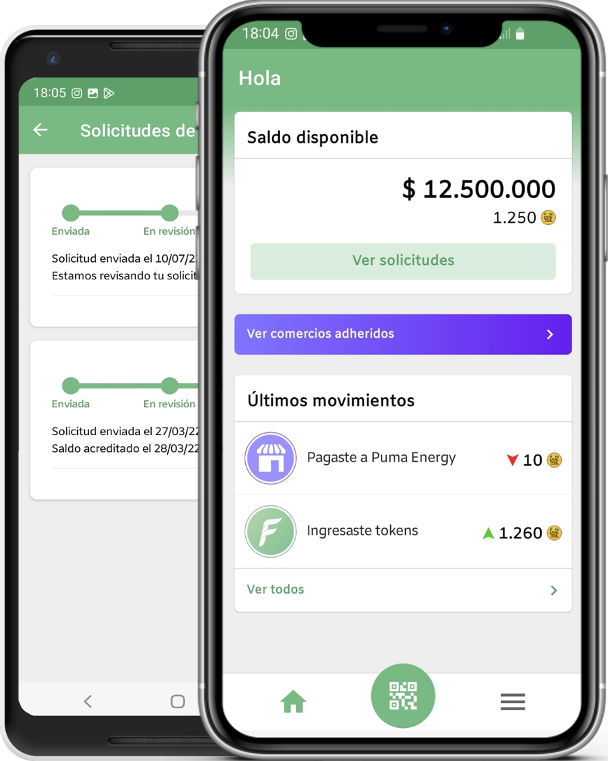 18:05
Solicitudes de
Enviada
En revisión
Solicitud enviada el 10/07/2
Estamos revisando tu solicit
Enviada
En revisión
Solicitud enviada el 27/03/22
Saldo acreditado el 28/03/22
18:04
Hola
Saldo disponible
$ 12.500.000
1.250
Ver solicitudes
Ver comercios adheridos
Últimos movimientos
Pagaste a Puma Energy
10
Ingresaste tokens
1.260
Ver todos